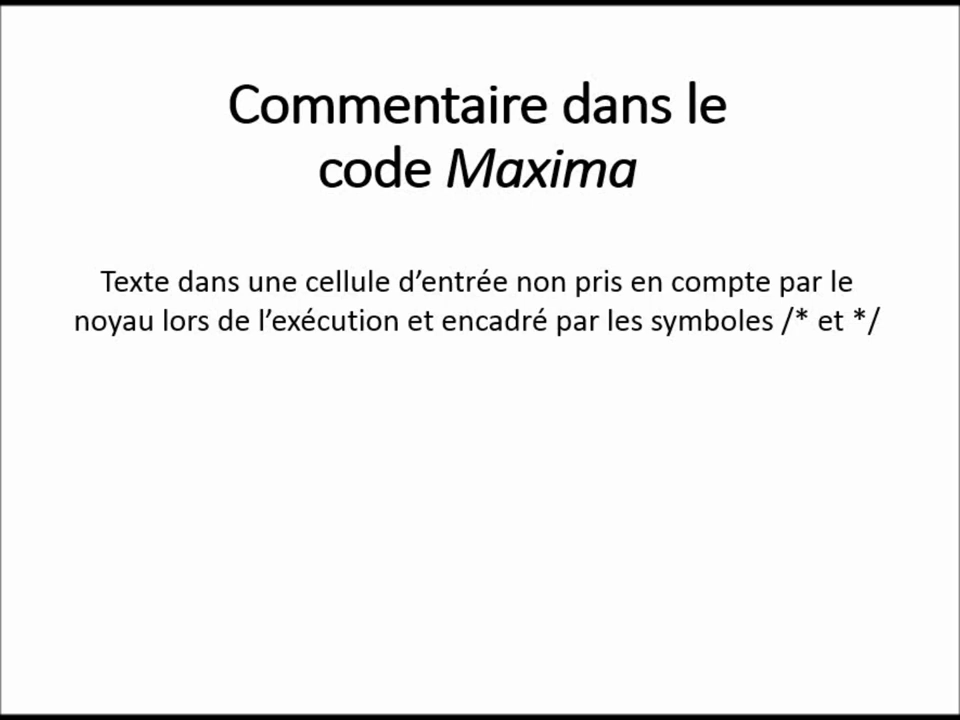 Commentaire dans le
code Maxima
Texte dans une cellule d’entrée non pris en compte par le
noyau lors de l’exécution et encadré par les symboles /* et */